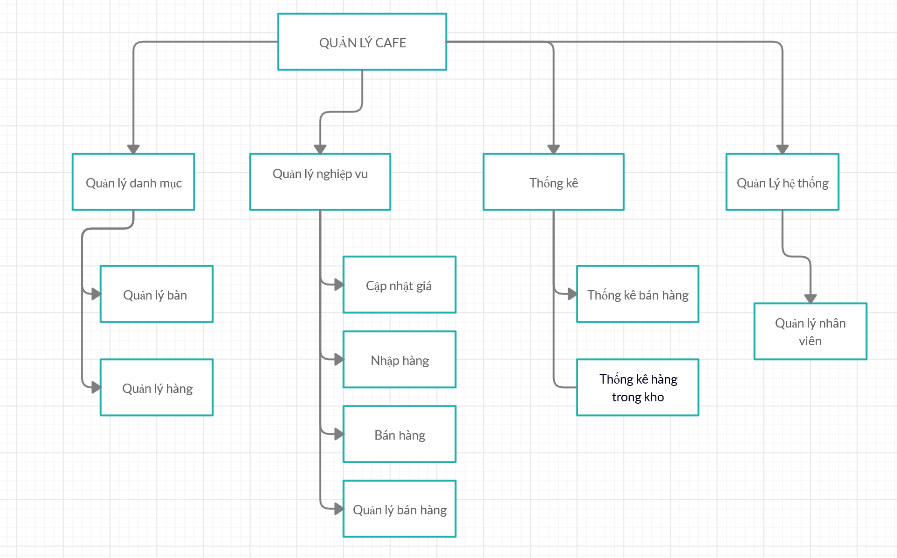 QUẢN LÝ CAFE
Quản lý danh mục
Quản lý nghiệp vu
Thống kê
Quản Lý hệ thống
Quản lý bàn
Quản lý hàng
Cập nhật giá
Nhập hàng
Bán hàng
Quản lý bán hàng
Thống kê bán hàng
Thống kê hàng
trong kho
Quản lý nhân
viên